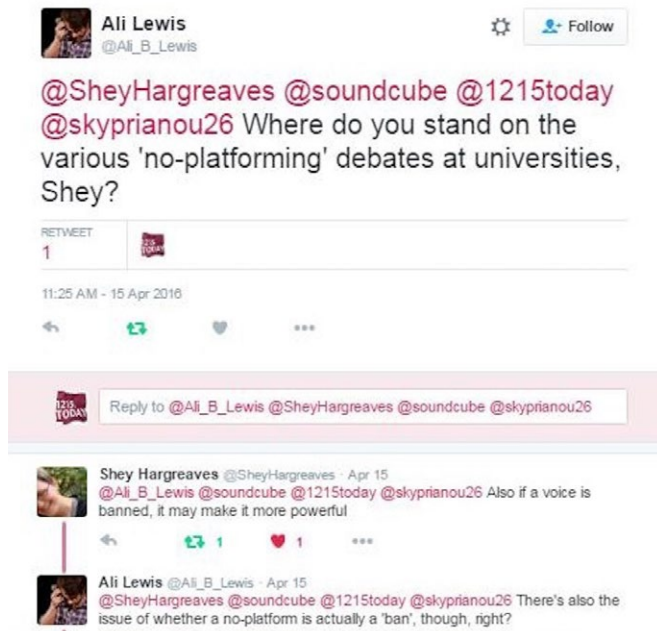 Ali Lewis
@Ali_B_Lewis
Follow
@SheyHargreaves @soundcube @1215today
@skyprianou26 Where do you stand on the
various 'no-platforming' debates at universities,
Shey?
RETWEET
1
1215
TODAY
11:25 AM - 15 Apr 2016
1215
TODAY
Reply to @Ali_B_Lewis @SheyHargreaves @soundcube @skyprianou26
Shey Hargreaves @SheyHargreaves · Apr 15
@Ali_B_Lewis @soundcube @1215today @skyprianou26 Also if a voice is
banned, it may make it more powerful
1 1
Ali Lewis @Ali_B_Lewis · Apr 15
@SheyHargreaves @soundcube @1215today @skyprianou26 There's also the
issue of whether a no-platform is actually a 'ban', though, right?